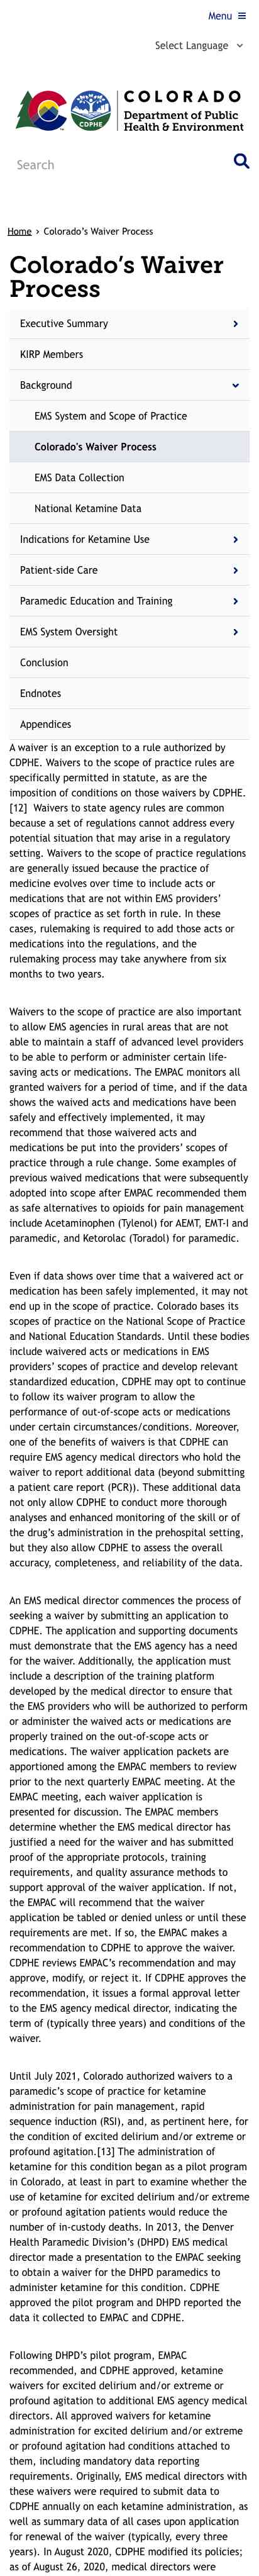 Menu
Select Language
COLORADO
Department of Public
Health & Environment
CDPHE
Search
Home › Colorado’s Waiver Process
Colorado’s Waiver
Process
Executive Summary
KIRP Members
Background
EMS System and Scope of Practice
Colorado's Waiver Process
EMS Data Collection
National Ketamine Data
Indications for Ketamine Use
Patient-side Care
Paramedic Education and Training
EMS System Oversight
Conclusion
Endnotes
Appendices
A waiver is an exception to a rule authorized by
CDPHE. Waivers to the scope of practice rules are
specifically permitted in statute, as are the
imposition of conditions on those waivers by CDPHE.
[12]  Waivers to state agency rules are common
because a set of regulations cannot address every
potential situation that may arise in a regulatory
setting. Waivers to the scope of practice regulations
are generally issued because the practice of
medicine evolves over time to include acts or
medications that are not within EMS providers’
scopes of practice as set forth in rule. In these
cases, rulemaking is required to add those acts or
medications into the regulations, and the
rulemaking process may take anywhere from six
months to two years.
Waivers to the scope of practice are also important
to allow EMS agencies in rural areas that are not
able to maintain a staff of advanced level providers
to be able to perform or administer certain life-
saving acts or medications. The EMPAC monitors all
granted waivers for a period of time, and if the data
shows the waived acts and medications have been
safely and effectively implemented, it may
recommend that those waivered acts and
medications be put into the providers’ scopes of
practice through a rule change. Some examples of
previous waived medications that were subsequently
adopted into scope after EMPAC recommended them
as safe alternatives to opioids for pain management
include Acetaminophen (Tylenol) for AEMT, EMT-I and
paramedic, and Ketorolac (Toradol) for paramedic.
Even if data shows over time that a waivered act or
medication has been safely implemented, it may not
end up in the scope of practice. Colorado bases its
scopes of practice on the National Scope of Practice
and National Education Standards. Until these bodies
include waivered acts or medications in EMS
providers’ scopes of practice and develop relevant
standardized education, CDPHE may opt to continue
to follow its waiver program to allow the
performance of out-of-scope acts or medications
under certain circumstances/conditions. Moreover,
one of the benefits of waivers is that CDPHE can
require EMS agency medical directors who hold the
waiver to report additional data (beyond submitting
a patient care report (PCR)). These additional data
not only allow CDPHE to conduct more thorough
analyses and enhanced monitoring of the skill or of
the drug’s administration in the prehospital setting,
but they also allow CDPHE to assess the overall
accuracy, completeness, and reliability of the data.
An EMS medical director commences the process of
seeking a waiver by submitting an application to
CDPHE. The application and supporting documents
must demonstrate that the EMS agency has a need
for the waiver. Additionally, the application must
include a description of the training platform
developed by the medical director to ensure that
the EMS providers who will be authorized to perform
or administer the waived acts or medications are
properly trained on the out-of-scope acts or
medications. The waiver application packets are
apportioned among the EMPAC members to review
prior to the next quarterly EMPAC meeting. At the
EMPAC meeting, each waiver application is
presented for discussion. The EMPAC members
determine whether the EMS medical director has
justified a need for the waiver and has submitted
proof of the appropriate protocols, training
requirements, and quality assurance methods to
support approval of the waiver application. If not,
the EMPAC will recommend that the waiver
application be tabled or denied unless or until these
requirements are met. If so, the EMPAC makes a
recommendation to CDPHE to approve the waiver.
CDPHE reviews EMPAC’s recommendation and may
approve, modify, or reject it. If CDPHE approves the
recommendation, it issues a formal approval letter
to the EMS agency medical director, indicating the
term of (typically three years) and conditions of the
waiver.
Until July 2021, Colorado authorized waivers to a
paramedic’s scope of practice for ketamine
administration for pain management, rapid
sequence induction (RSI), and, as pertinent here, for
the condition of excited delirium and/or extreme or
profound agitation.[13] The administration of
ketamine for this condition began as a pilot program
in Colorado, at least in part to examine whether the
use of ketamine for excited delirium and/or extreme
or profound agitation patients would reduce the
number of in-custody deaths. In 2013, the Denver
Health Paramedic Division’s (DHPD) EMS medical
director made a presentation to the EMPAC seeking
to obtain a waiver for the DHPD paramedics to
administer ketamine for this condition. CDPHE
approved the pilot program and DHPD reported the
data it collected to EMPAC and CDPHE.
Following DHPD’s pilot program, EMPAC
recommended, and CDPHE approved, ketamine
waivers for excited delirium and/or extreme or
profound agitation to additional EMS agency medical
directors. All approved waivers for ketamine
administration for excited delirium and/or extreme
or profound agitation had conditions attached to
them, including mandatory data reporting
requirements. Originally, EMS medical directors with
these waivers were required to submit data to
CDPHE annually on each ketamine administration, as
well as summary data of all cases upon application
for renewal of the waiver (typically, every three
years). In August 2020, CDPHE modified its policies;
as of August 26, 2020, medical directors were